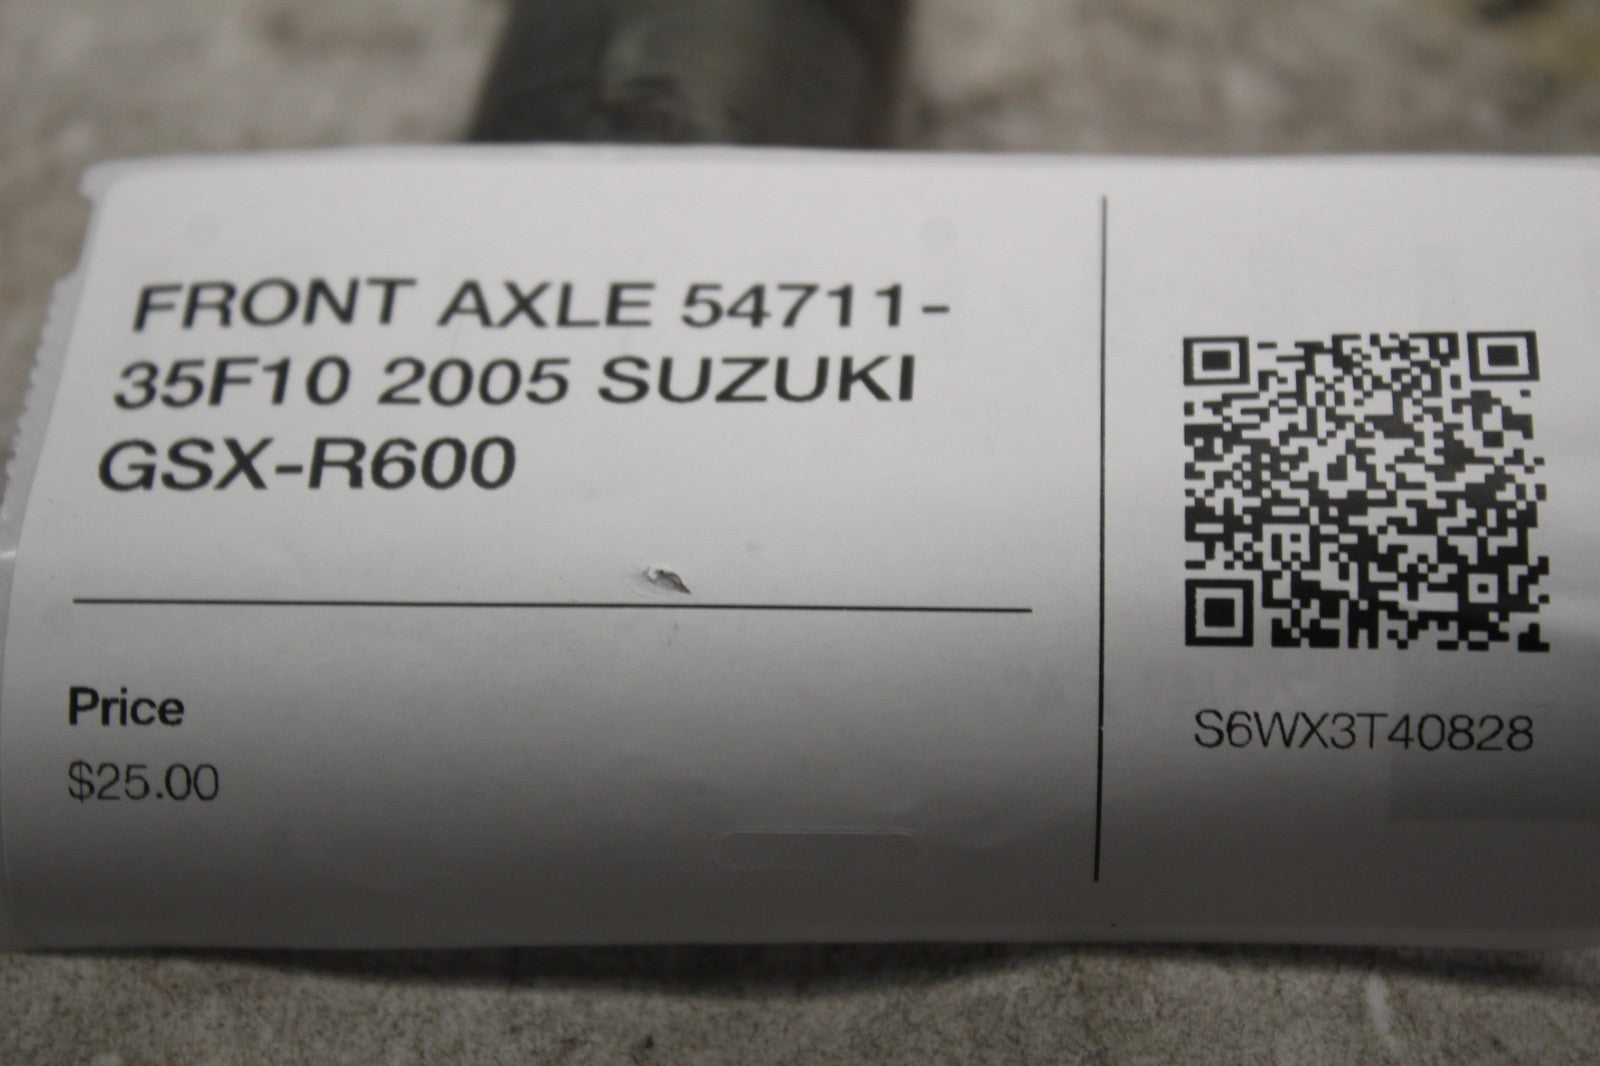 FRONT AXLE 54711-
35F10 2005 SUZUKI
GSX-R600
Price
$25.00
S6WX3T40828